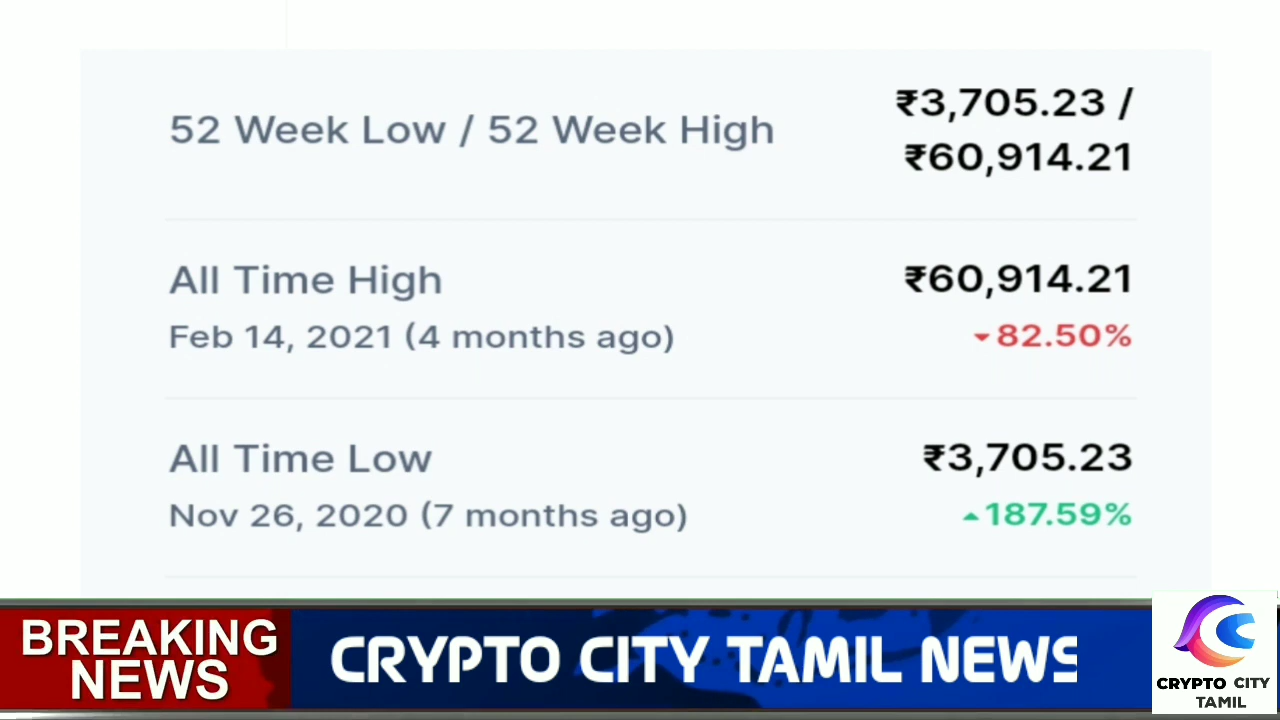 52 Week Low / 52 Week High
₹3,705.23 /
₹60,914.21
All Time High
₹60,914.21
Feb 14, 2021 (4 months ago)
82.50%
All Time Low
₹3,705.23
Nov 26, 2020 (7 months ago)
187.59%
BREAKING
NEWS
CRYPTO CITY TAMIL NEWS
CRYPTO CITY
TAMIL